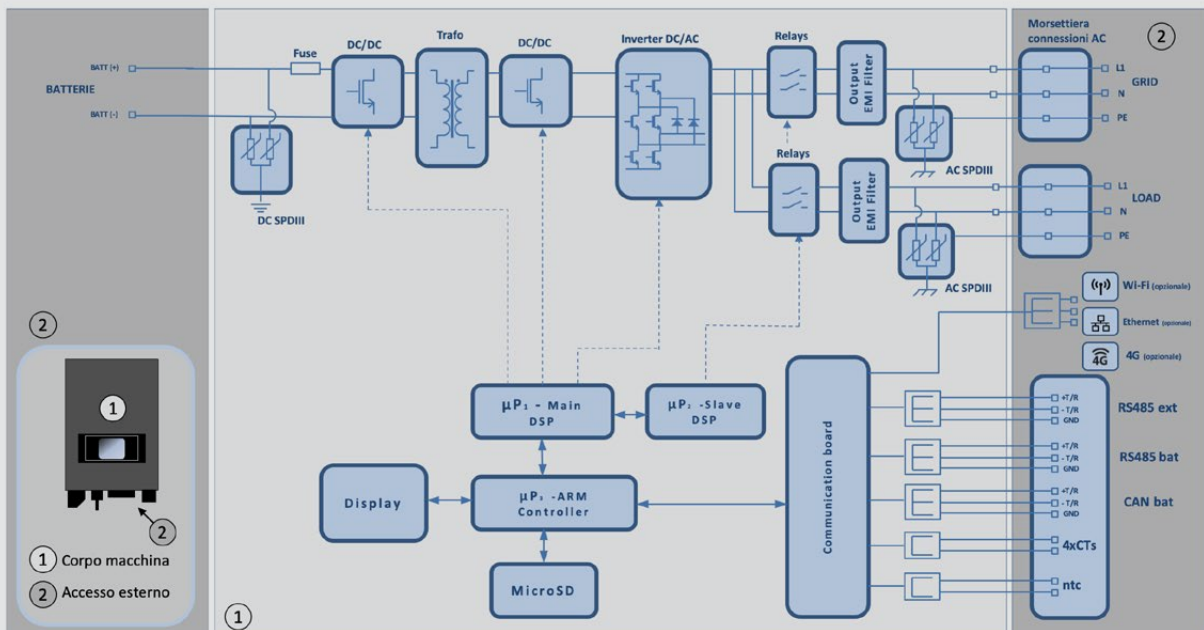 BATTERIE
BATT (+)
BATT (-)
Fuse
DC/DC
Trafo
DC/DC
Inverter DC/AC
Relays
Output
EMI Filter
Morsettiera
connessioni AC
2
L1
GRID
N
PE
DC SPDIII
AC SPDIII
Relays
Output
EMI Filter
L1
LOAD
N
PE
AC SPDIII
Wi-Fi (opzionale)
Ethernet (opzionale)
4G
4G (opzionale)
µP1 - Main
DSP
µP2 -Slave
DSP
µP3 -ARM
Controller
Display
MicroSD
Communication board
+T/R
- T/R
GND
RS485 ext
+T/R
- T/R
GND
RS485 bat
+T/R
- T/R
GND
CAN bat
4xCTs
ntc
2
1
2
1 Corpo macchina
2 Accesso esterno
1